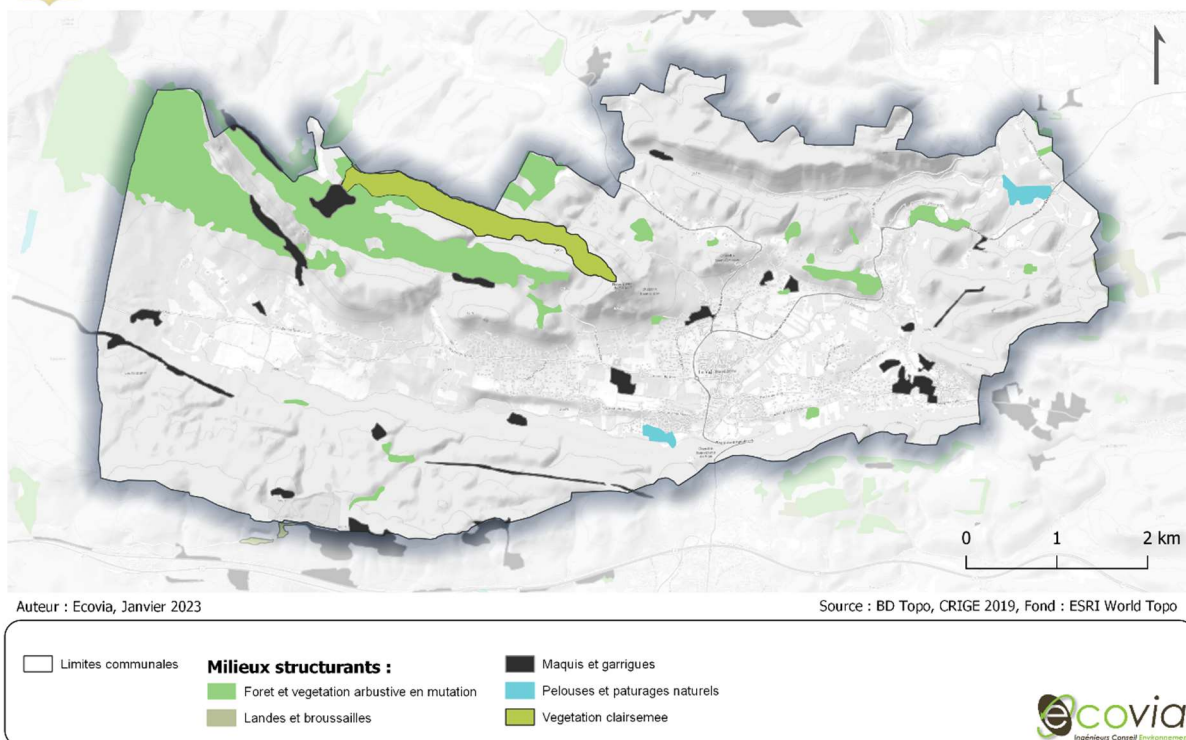 0 1 2 km
Auteur : Ecovia, Janvier 2023
Source : BD Topo, CRIGE 2019, Fond : ESRI World Topo
Limites communales
Milieux structurants :
Foret et vegetation arbustive en mutation
Landes et broussailles
Maquis et garrigues
Pelouses et paturages naturels
Vegetation clairsemee
ecovia
Ingénieurs Conseil Environnement